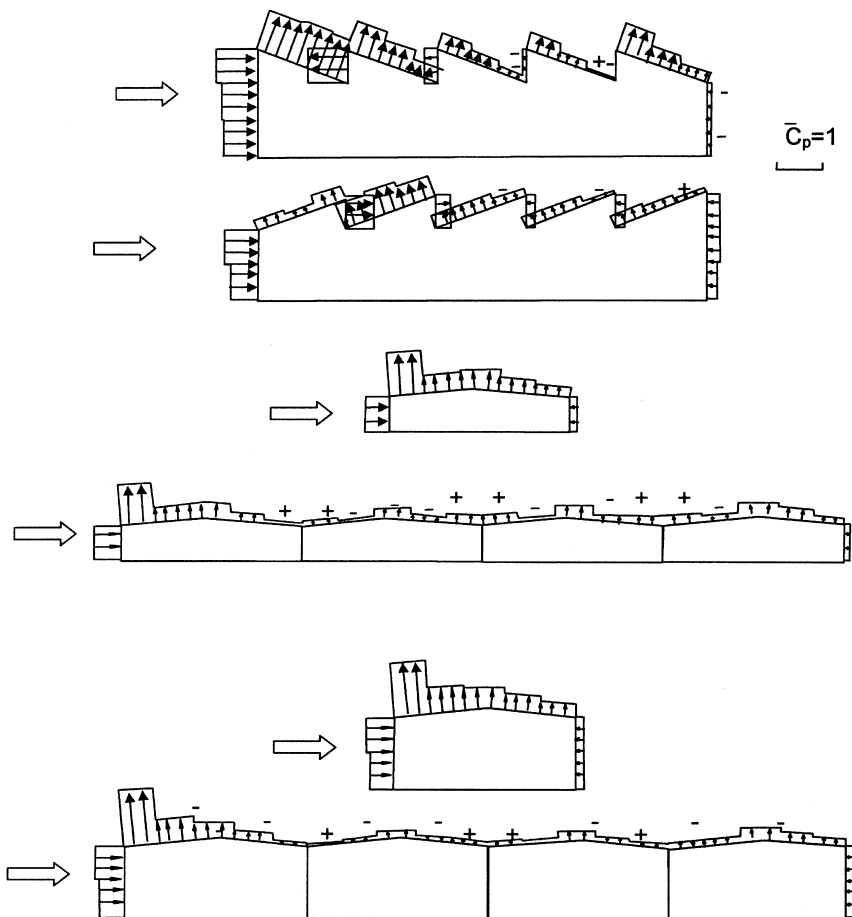 -
+ -
-
-
-
C̄p=1
- - +
+ + - - - + + - - + + -
-
- + - - + + - + - -